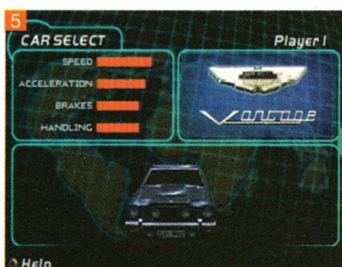 5
CAR SELECT
Player 1
SPEED
ACCELERATION
BRAKES
HANDLING
Vantage
Help